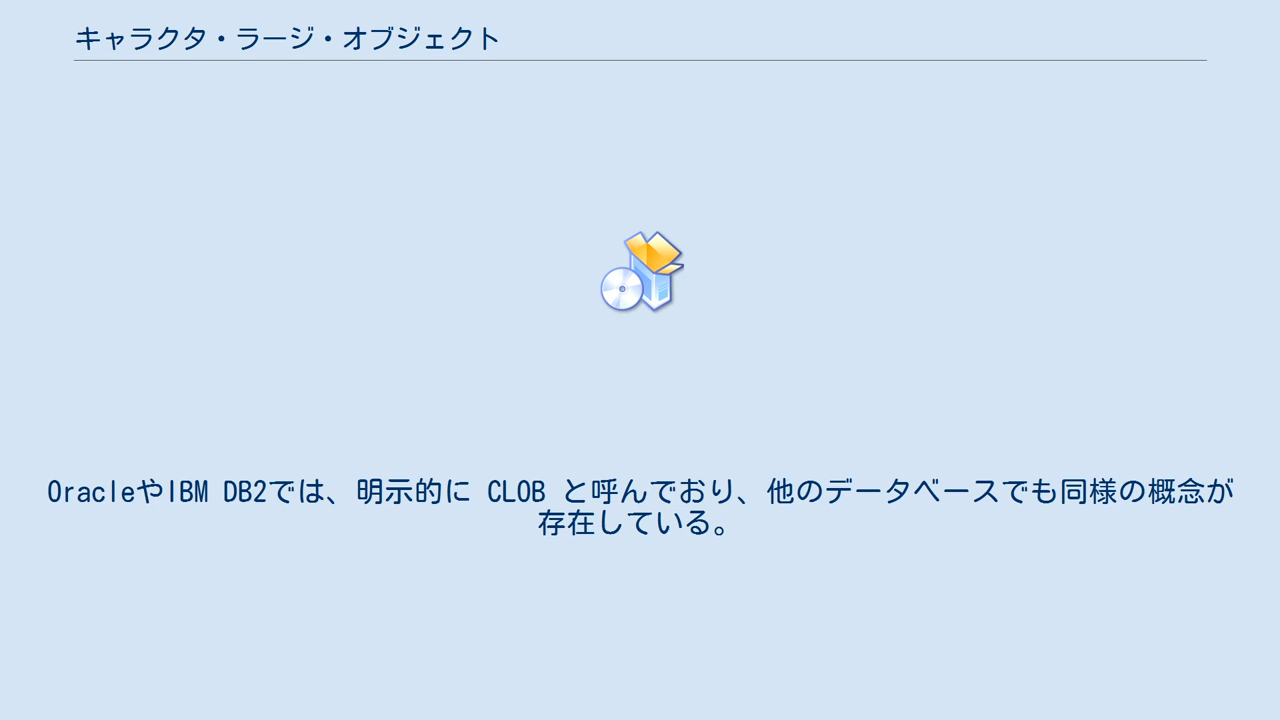 キャラクタ・ラージ・オブジェクト
OracleやIBM DB2では、明示的に CLOB と呼んでおり、他のデータベースでも同様の概念が
存在している。